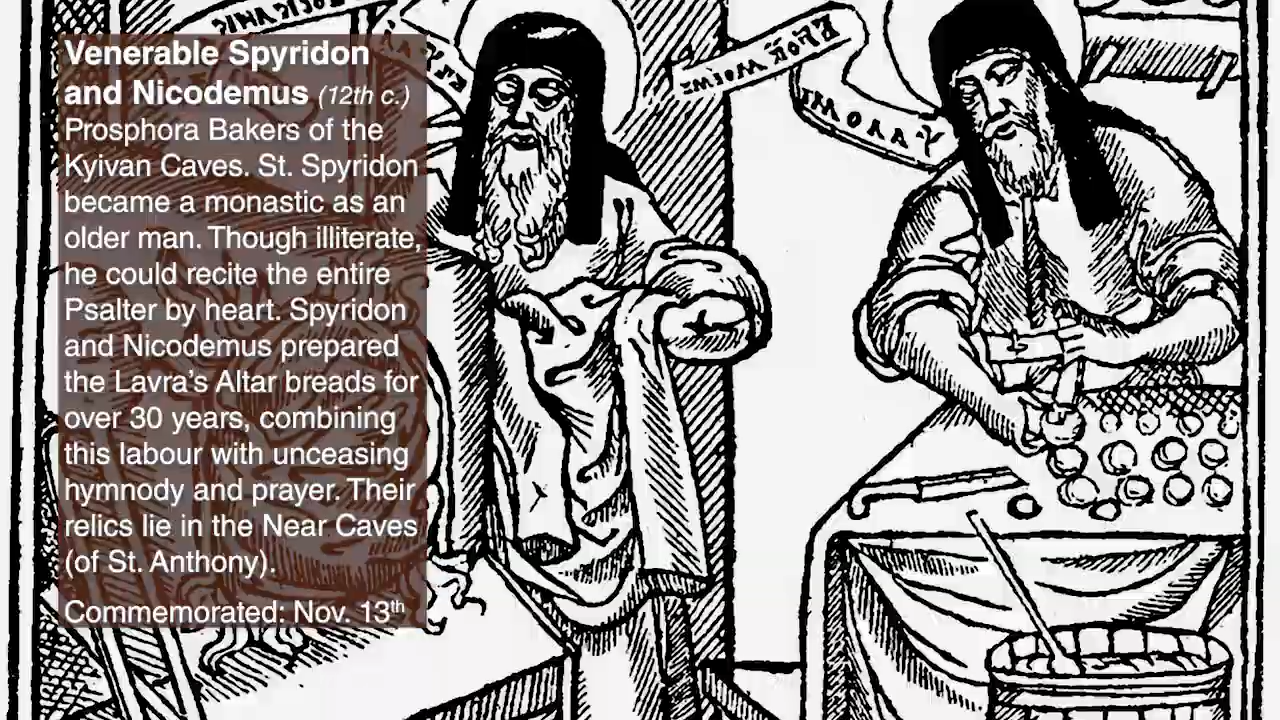 Venerable Spyridon
and Nicodemus (12th c.)
Prosphora Bakers of the
Kyivan Caves. St. Spyridon
became a monastic as an
older man. Though illiterate,
he could recite the entire
Psalter by heart. Spyridon
and Nicodemus prepared
the Lavra’s Altar breads for
over 30 years, combining
this labour with unceasing
hymnody and prayer. Their
relics lie in the Near Caves
(of St. Anthony).
Commemorated: Nov. 13th